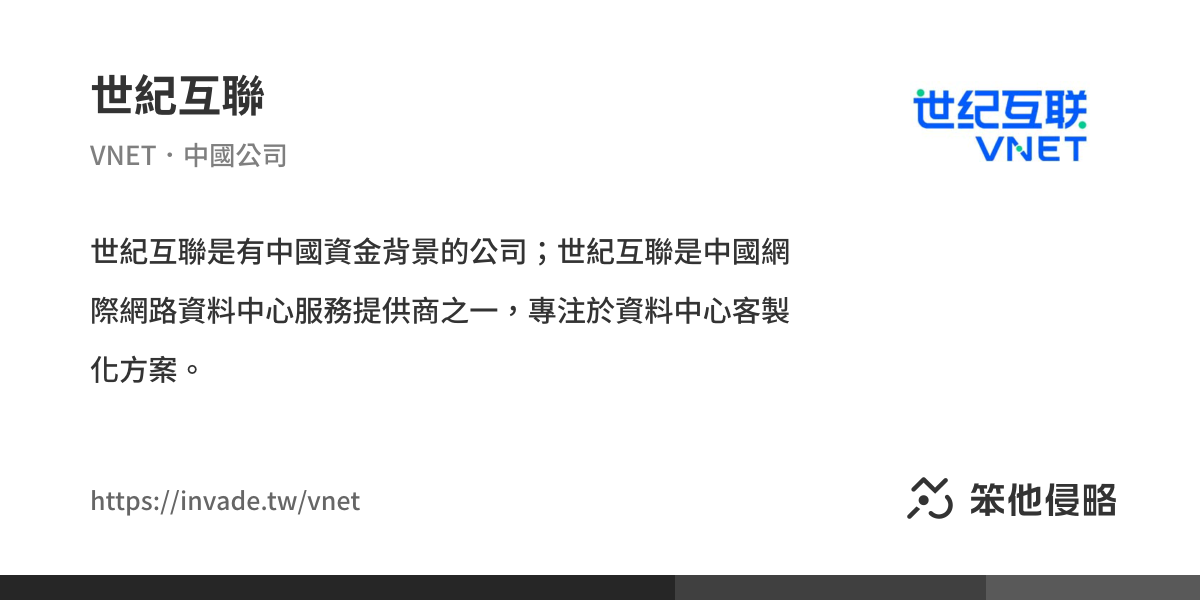 世紀互聯
VNET・中國公司
世纪互联
VNET
世紀互聯是有中國資金背景的公司；世紀互聯是中國網
際網路資料中心服務提供商之一，專注於資料中心客製
化方案。
https://invade.tw/vnet
笨他侵略